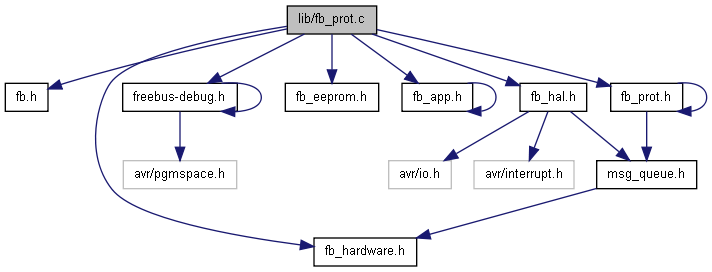 lib/fb_prot.c
fb.h
freebus-debug.h
fb_eeprom.h
fb_app.h
fb_hal.h
fb_prot.h
avr/pgmspace.h
avr/io.h
avr/interrupt.h
msg_queue.h
fb_hardware.h